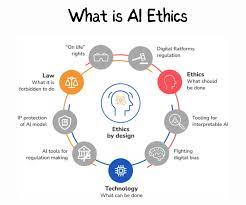 What is AI Ethics
"On life"
rights
Digital Platforms
regulation
Law
What it is
forbidden to do
Ethics
What should
be done
IP protection
of AI model
Ethics
by design
Tooling for
interpretable AI
AI tools for
regulation making
Fighting
digital bias
Technology
What can be done